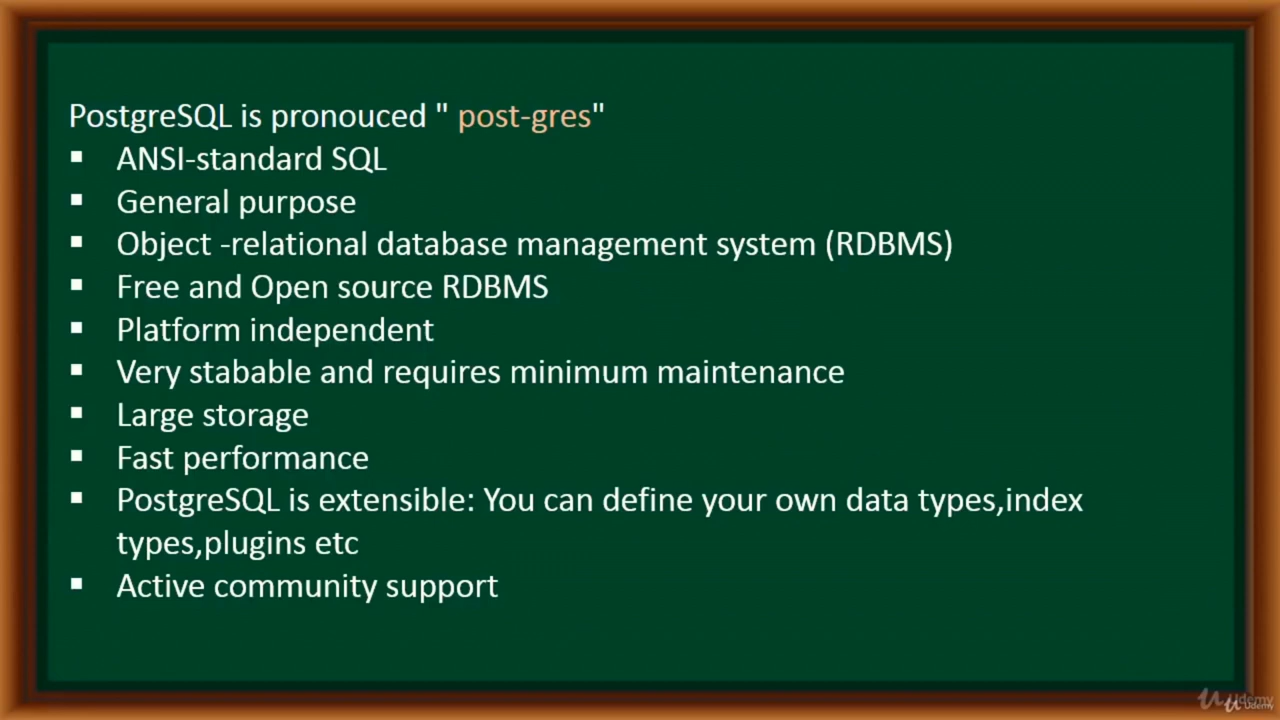 PostgreSQL is pronouced " post-gres"
▪ ANSI-standard SQL
▪ General purpose
▪ Object -relational database management system (RDBMS)
▪ Free and Open source RDBMS
▪ Platform independent
▪ Very stabable and requires minimum maintenance
▪ Large storage
▪ Fast performance
▪ PostgreSQL is extensible: You can define your own data types,index
types,plugins etc
▪ Active community support
Udemy
Udemy